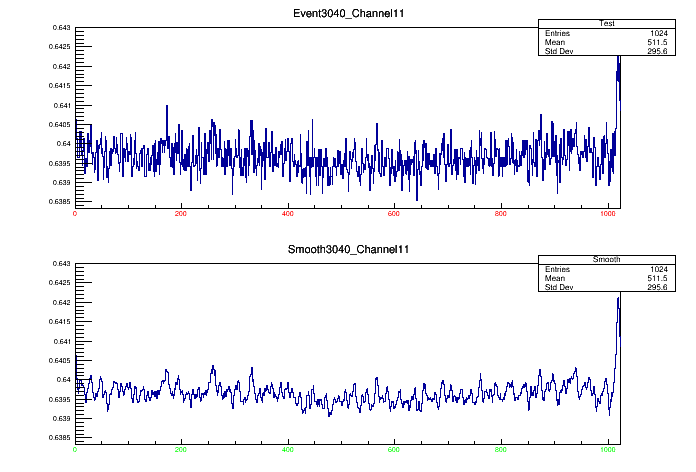 Event3040_Channel11
Test
Entries 1024
Mean 511.5
Std Dev 295.6
0.643
0.6425
0.642
0.6415
0.641
0.6405
0.64
0.6395
0.639
0.6385
0 200 400 600 800 1000
Smooth3040_Channel11
Smooth
Entries 1024
Mean 511.5
Std Dev 295.6
0.643
0.6425
0.642
0.6415
0.641
0.6405
0.64
0.6395
0.639
0.6385
0 200 400 600 800 1000